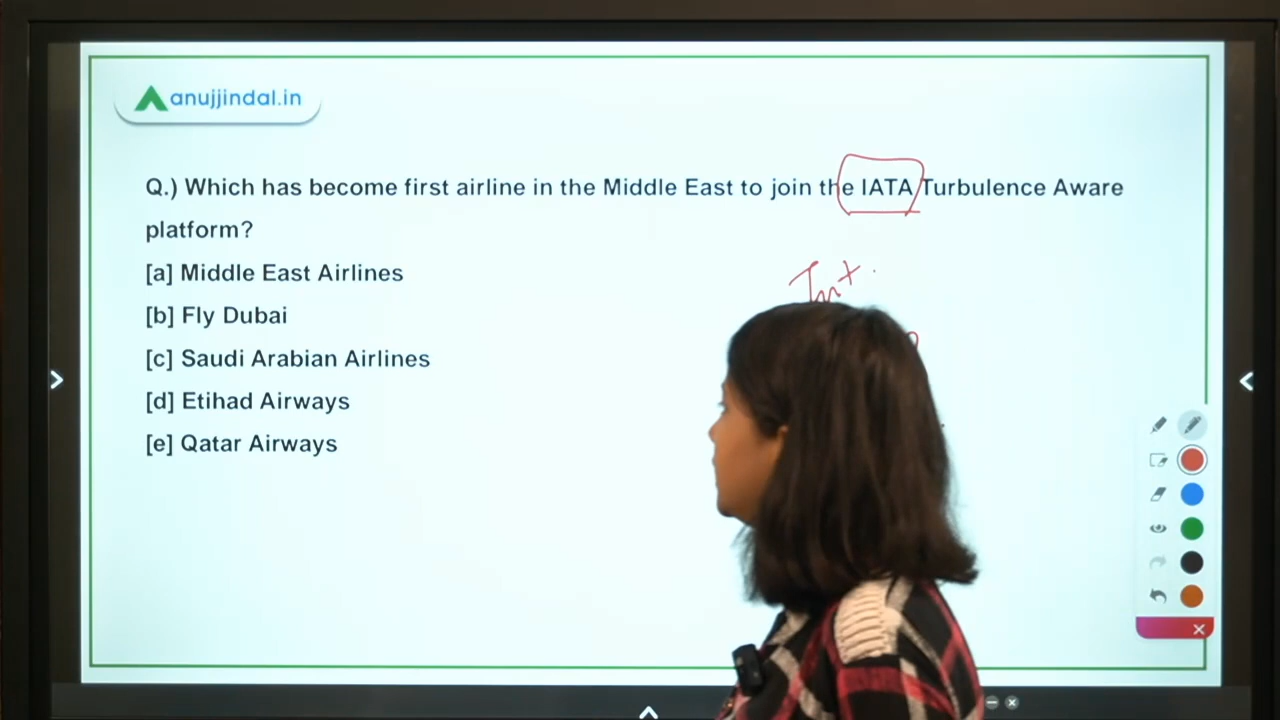 anujjindal.in
Q.) Which has become first airline in the Middle East to join the IATA Turbulence Aware
platform?
Int.
[a] Middle East Airlines
[b] Fly Dubai
[c] Saudi Arabian Airlines
[d] Etihad Airways
[e] Qatar Airways